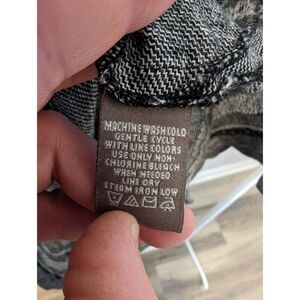 MACHINE WASH COLD
GENTLE CYCLE
WITH LIKE COLORS
USE ONLY NON-
CHLORINE BLEACH
WHEN NEEDED
LINE DRY
STEAM IRON LOW